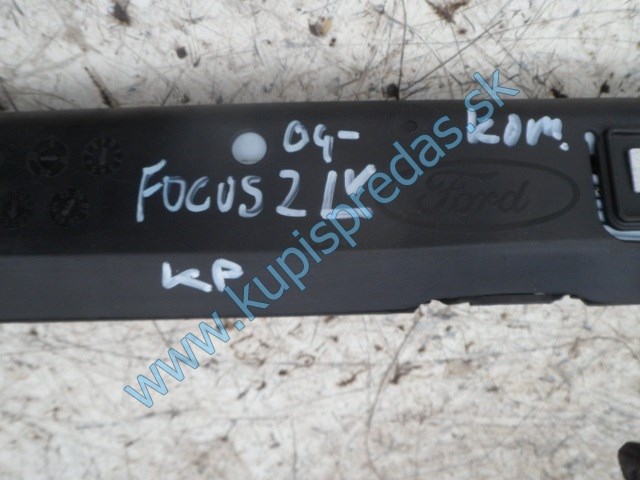 04- kom.
FOCUS 2 LK
Ford
KP
www.kupispredas.sk